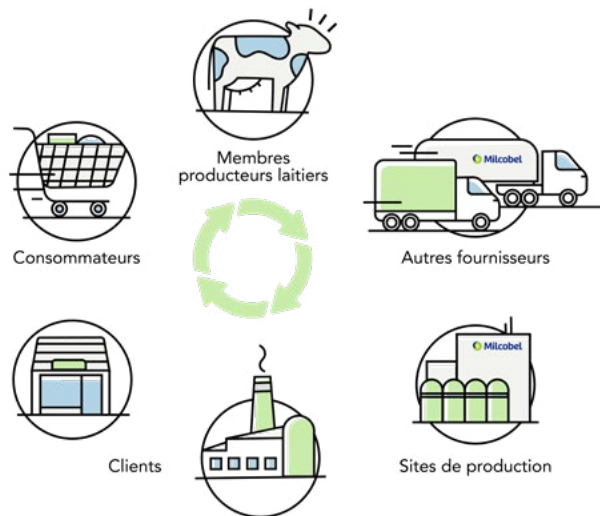 Membres
producteurs laitiers
Milcobel
Consommateurs
Autres fournisseurs
Milcobel
Clients
Sites de production